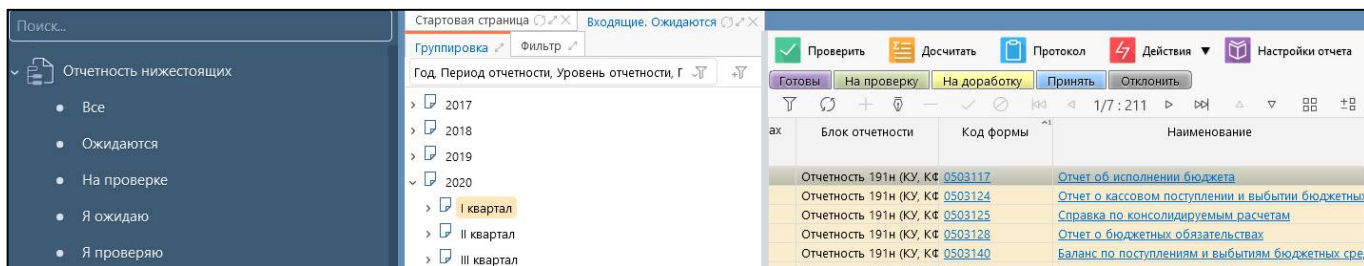 Поиск...
Отчетность нижестоящих
Все
Ожидаются
На проверке
Я ожидаю
Я проверяю
Стартовая страница
Входящие. Ожидаются
Группировка
Фильтр
Год, Период отчетности, Уровень отчетности, Г
2017
2018
2019
2020
I квартал
II квартал
III квартал
Проверить Досчитать Протокол Действия ▼ Настройки отчета
Готовы На проверку На доработку Принять Отклонить
1/7 : 211
ах Блок отчетности Код формы Наименование
Отчетность 191н (КУ, КФ 0503117 Отчет об исполнении бюджета
Отчетность 191н (КУ, КФ 0503124 Отчет о кассовом поступлении и выбытии бюджетных
Отчетность 191н (КУ, КФ 0503125 Справка по консолидируемым расчетам
Отчетность 191н (КУ, КФ 0503128 Отчет о бюджетных обязательствах
Отчетность 191н (КУ, КФ 0503140 Баланс по поступлениям и выбытиям бюджетных сре